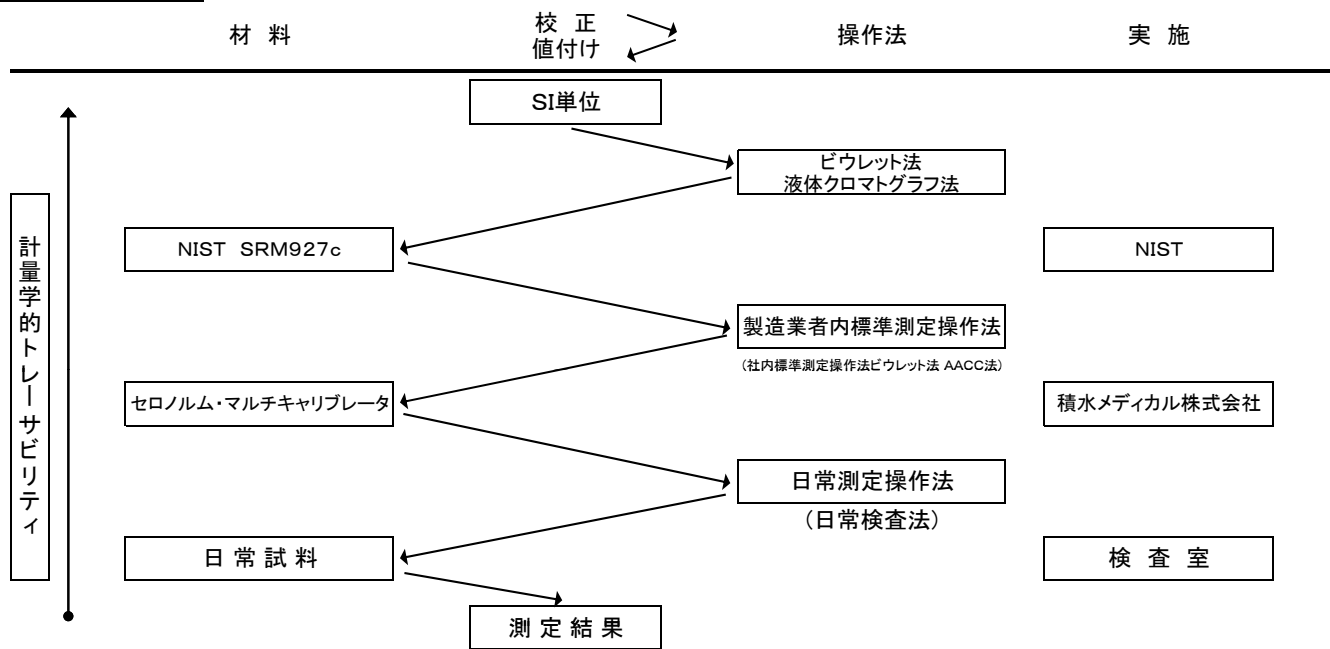 材 料
校 正
値付け
操作法
実 施
SI単位
ビウレット法
液体クロマトグラフ法
計量学的トレーサビリティ
NIST SRM927c
NIST
製造業者内標準測定操作法
(社内標準測定操作法ビウレット法 AACC法)
セロノルム・マルチキャリブレータ
積水メディカル株式会社
日常測定操作法
(日常検査法)
日 常 試 料
検 査 室
測 定 結 果